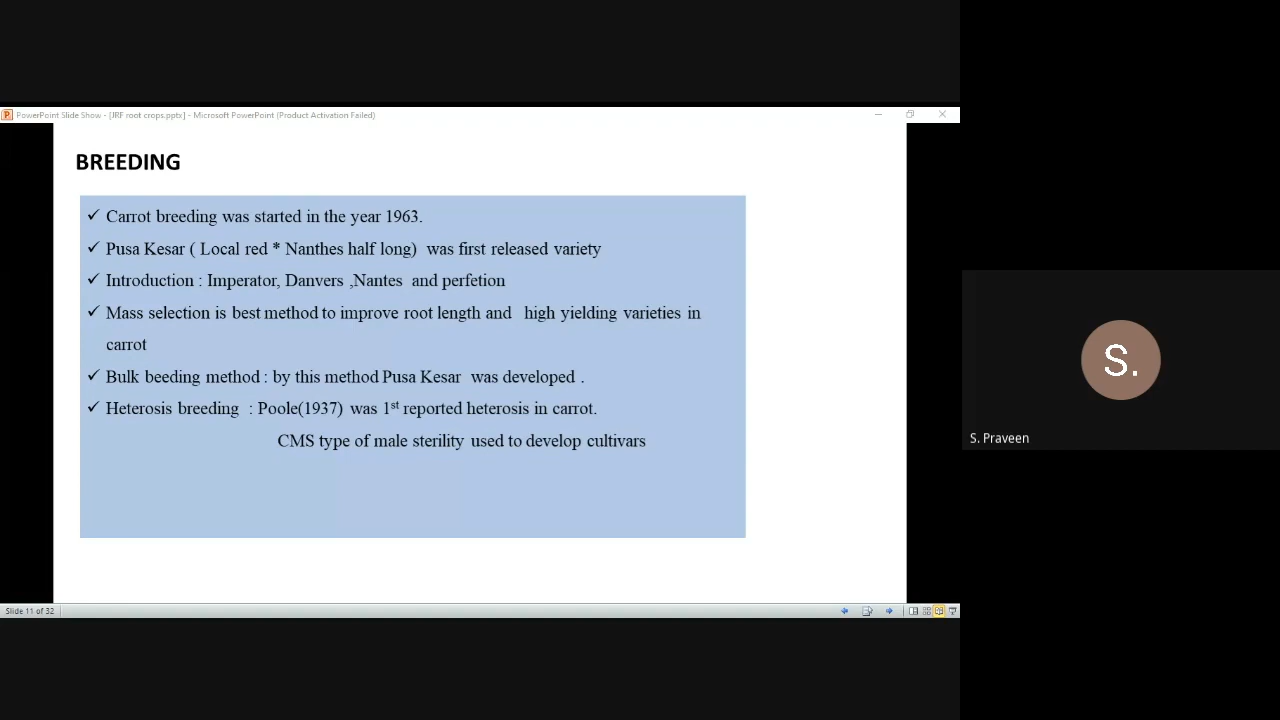 PowerPoint Slide Show - [JRF root crops.pptx] - Microsoft PowerPoint (Product Activation Failed)
BREEDING
✓ Carrot breeding was started in the year 1963.
✓ Pusa Kesar ( Local red * Nanthes half long) was first released variety
✓ Introduction : Imperator, Danvers ,Nantes and perfetion
✓ Mass selection is best method to improve root length and high yielding varieties in
carrot
✓ Bulk beeding method : by this method Pusa Kesar was developed .
✓ Heterosis breeding : Poole(1937) was 1st reported heterosis in carrot.
CMS type of male sterility used to develop cultivars
Slide 11 of 32
S.
S. Praveen